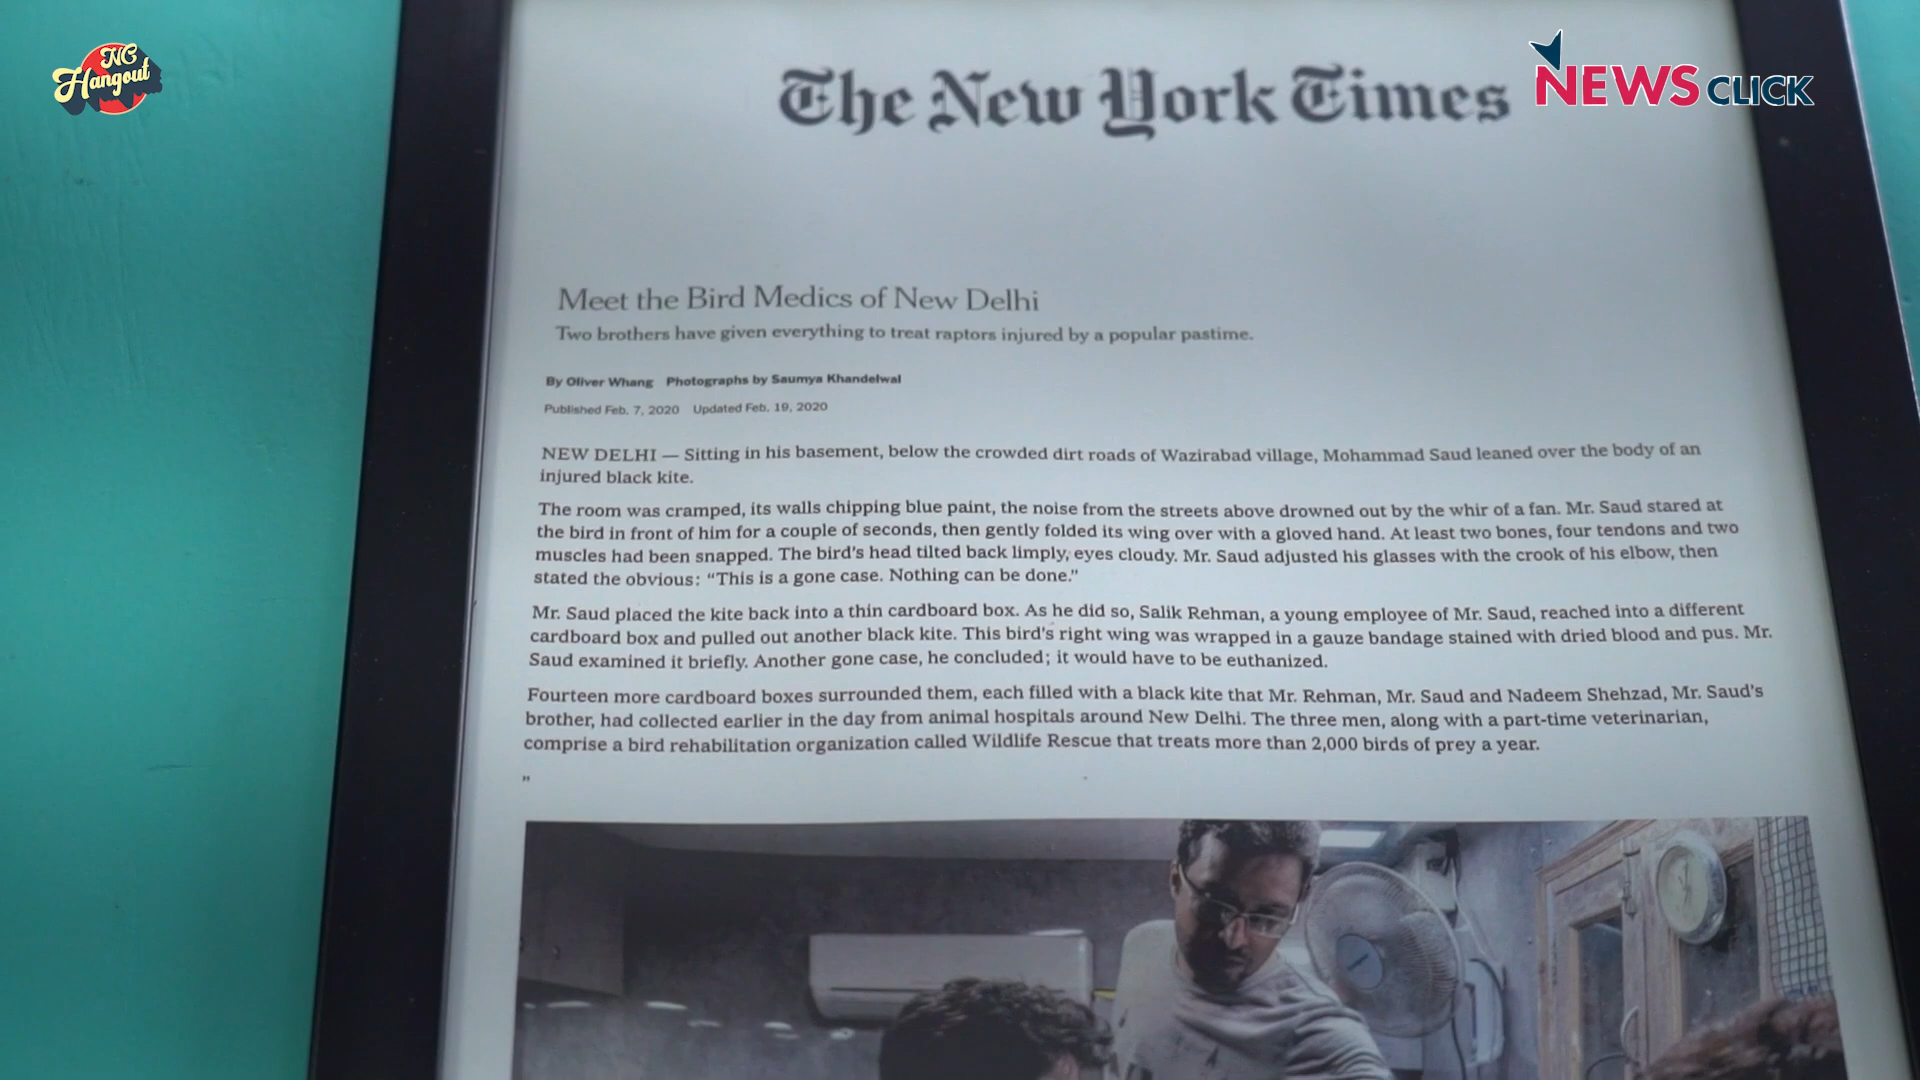 NC
Hangout
The New York Times
NEWS CLICK
Meet the Bird Medics of New Delhi
Two brothers have given everything to treat raptors injured by a popular pastime.
By Oliver Whang Photographs by Saumya Khandelwal
Published Feb. 7, 2020 Updated Feb. 19, 2020
NEW DELHI — Sitting in his basement, below the crowded dirt roads of Wazirabad village, Mohammad Saud leaned over the body of an
injured black kite.
The room was cramped, its walls chipping blue paint, the noise from the streets above drowned out by the whir of a fan. Mr. Saud stared at
the bird in front of him for a couple of seconds, then gently folded its wing over with a gloved hand. At least two bones, four tendons and two
muscles had been snapped. The bird's head tilted back limply, eyes cloudy. Mr. Saud adjusted his glasses with the crook of his elbow, then
stated the obvious: “This is a gone case. Nothing can be done.”
Mr. Saud placed the kite back into a thin cardboard box. As he did so, Salik Rehman, a young employee of Mr. Saud, reached into a different
cardboard box and pulled out another black kite. This bird's right wing was wrapped in a gauze bandage stained with dried blood and pus. Mr.
Saud examined it briefly. Another gone case, he concluded; it would have to be euthanized.
Fourteen more cardboard boxes surrounded them, each filled with a black kite that Mr. Rehman, Mr. Saud and Nadeem Shehzad, Mr. Saud's
brother, had collected earlier in the day from animal hospitals around New Delhi. The three men, along with a part-time veterinarian,
comprise a bird rehabilitation organization called Wildlife Rescue that treats more than 2,000 birds of prey a year.
”